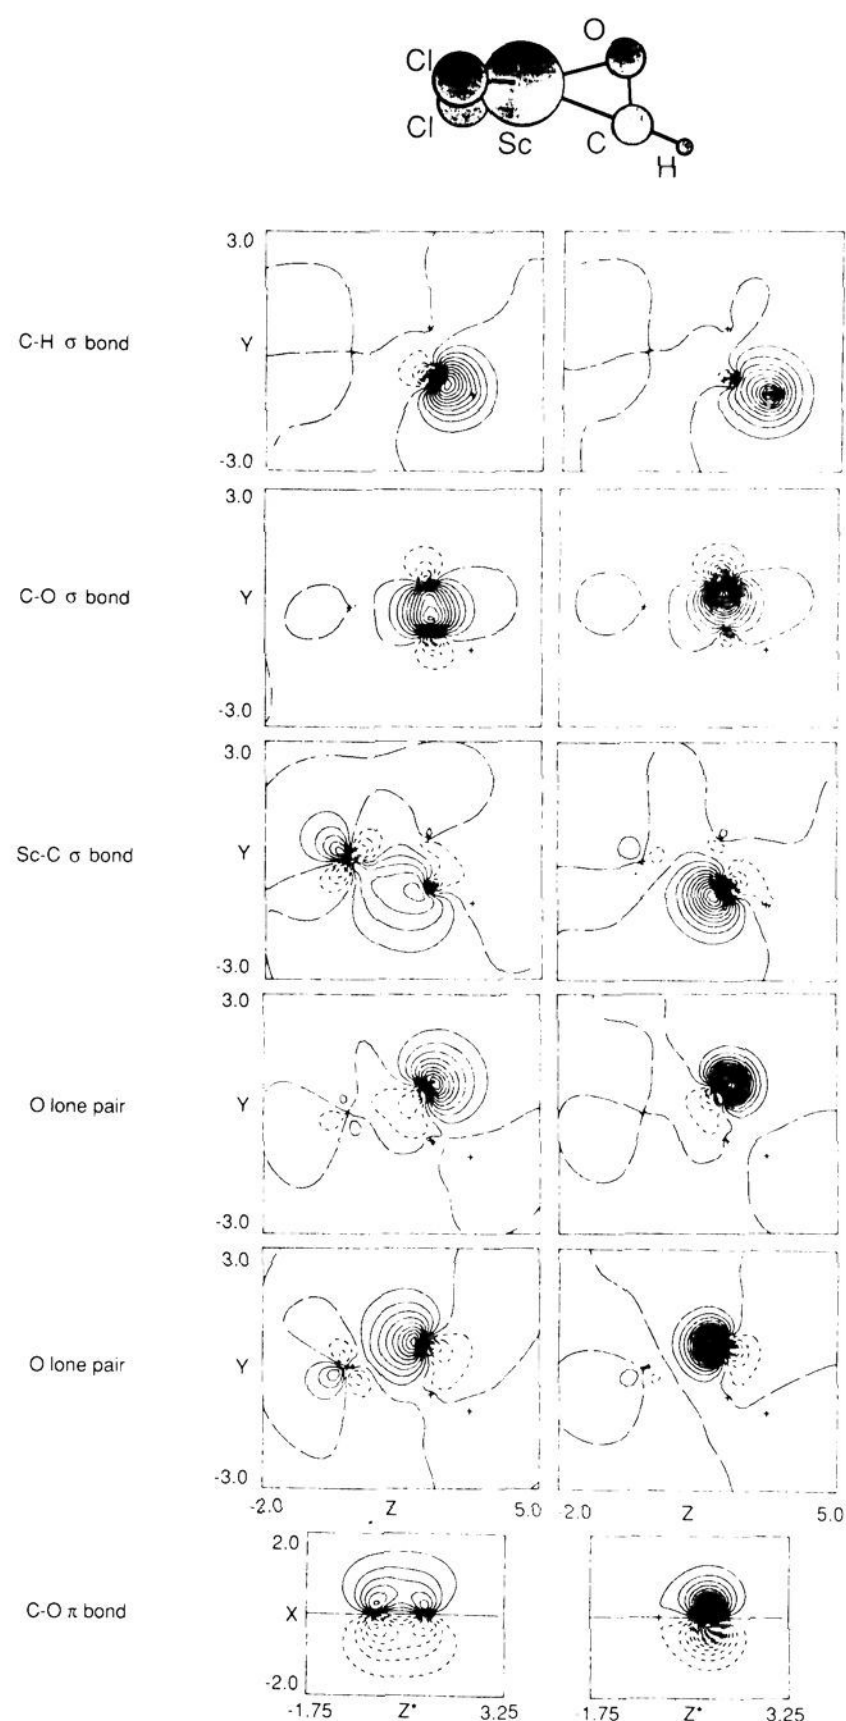 O
Cl
Cl
Sc
C
H
3.0
C-H σ bond
Y
-3.0
3.0
C-O σ bond
Y
-3.0
3.0
Sc-C σ bond
Y
-3.0
3.0
O lone pair
Y
-3.0
3.0
O lone pair
Y
-3.0
-2.0 Z 5.0 -2.0 Z 5.0
2.0
C-O π bond
X
-2.0
-1.75 Z* 3.25 -1.75 Z* 3.25